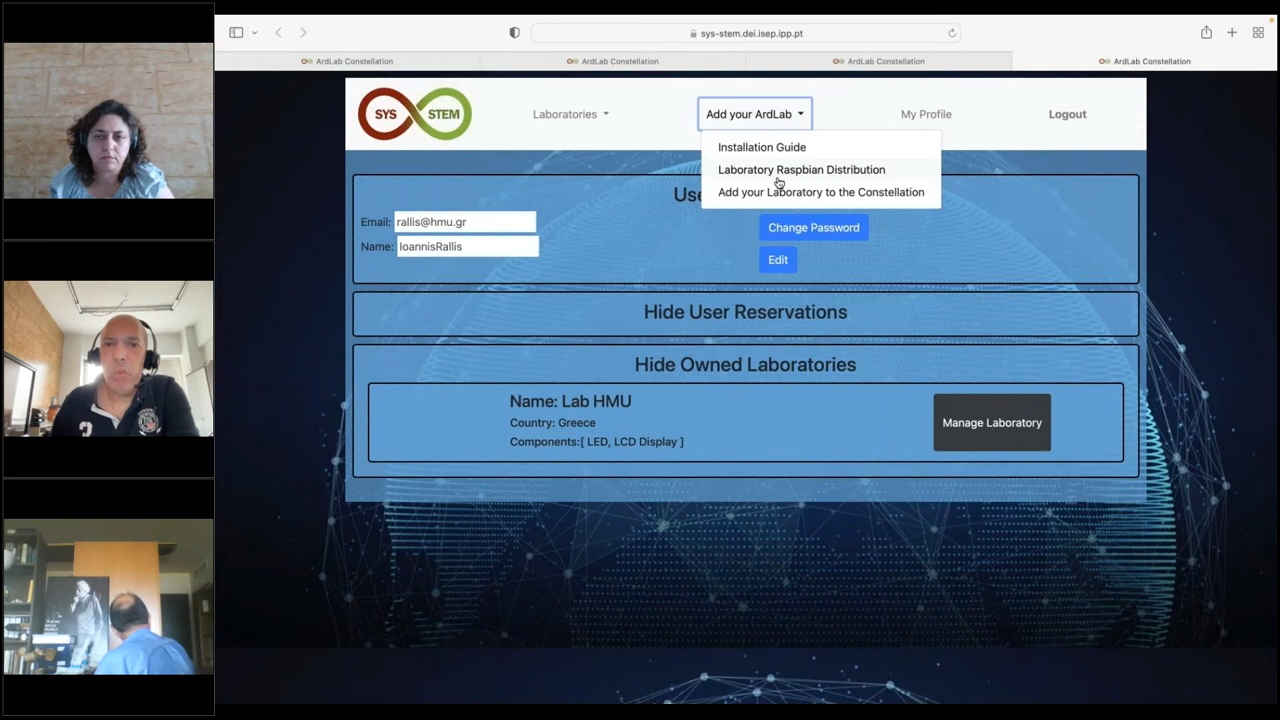 sys-stem.dei.isep.ipp.pt
ArdLab Constellation
ArdLab Constellation
ArdLab Constellation
ArdLab Constellation
SYS STEM
Laboratories
Add your ArdLab
My Profile
Logout
Installation Guide
Laboratory Raspbian Distribution
Add your Laboratory to the Constellation
Use
Email: rallis@hmu.gr
Name: IoannisRallis
Change Password
Edit
Hide User Reservations
Hide Owned Laboratories
Name: Lab HMU
Country: Greece
Components:[ LED, LCD Display ]
Manage Laboratory